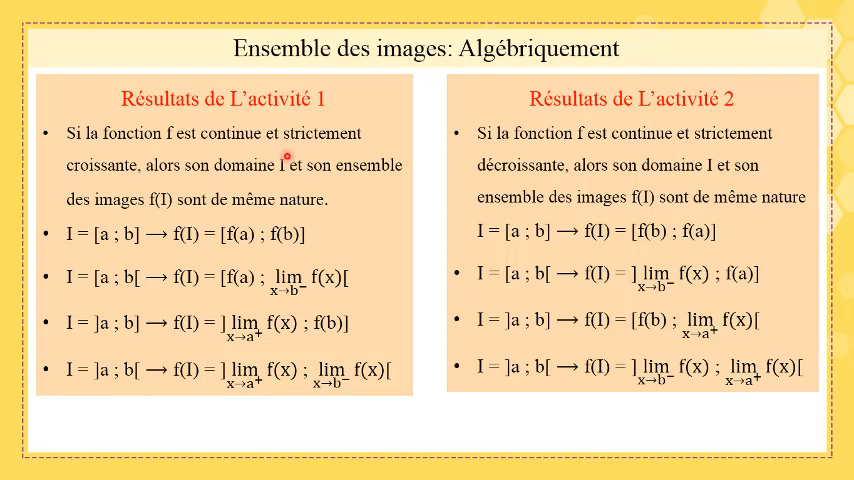 Ensemble des images: Algébriquement
Résultats de L’activité 1
• Si la fonction f est continue et strictement
croissante, alors son domaine I et son ensemble
des images f(I) sont de même nature.
• I = [a ; b] ⟶ f(I) = [f(a) ; f(b)]
• I = [a ; b[ ⟶ f(I) = [f(a) ; lim x→b⁻ f(x)[
• I = ]a ; b] ⟶ f(I) = ] lim x→a⁺ f(x) ; f(b)]
• I = ]a ; b[ ⟶ f(I) = ] lim x→a⁺ f(x) ; lim x→b⁻ f(x)[
Résultats de L’activité 2
• Si la fonction f est continue et strictement
décroissante, alors son domaine I et son
ensemble des images f(I) sont de même nature
I = [a ; b] ⟶ f(I) = [f(b) ; f(a)]
• I = [a ; b[ ⟶ f(I) = ] lim x→b⁻ f(x) ; f(a)]
• I = ]a ; b] ⟶ f(I) = [f(b) ; lim x→a⁺ f(x)[
• I = ]a ; b[ ⟶ f(I) = ] lim x→b⁻ f(x) ; lim x→a⁺ f(x)[